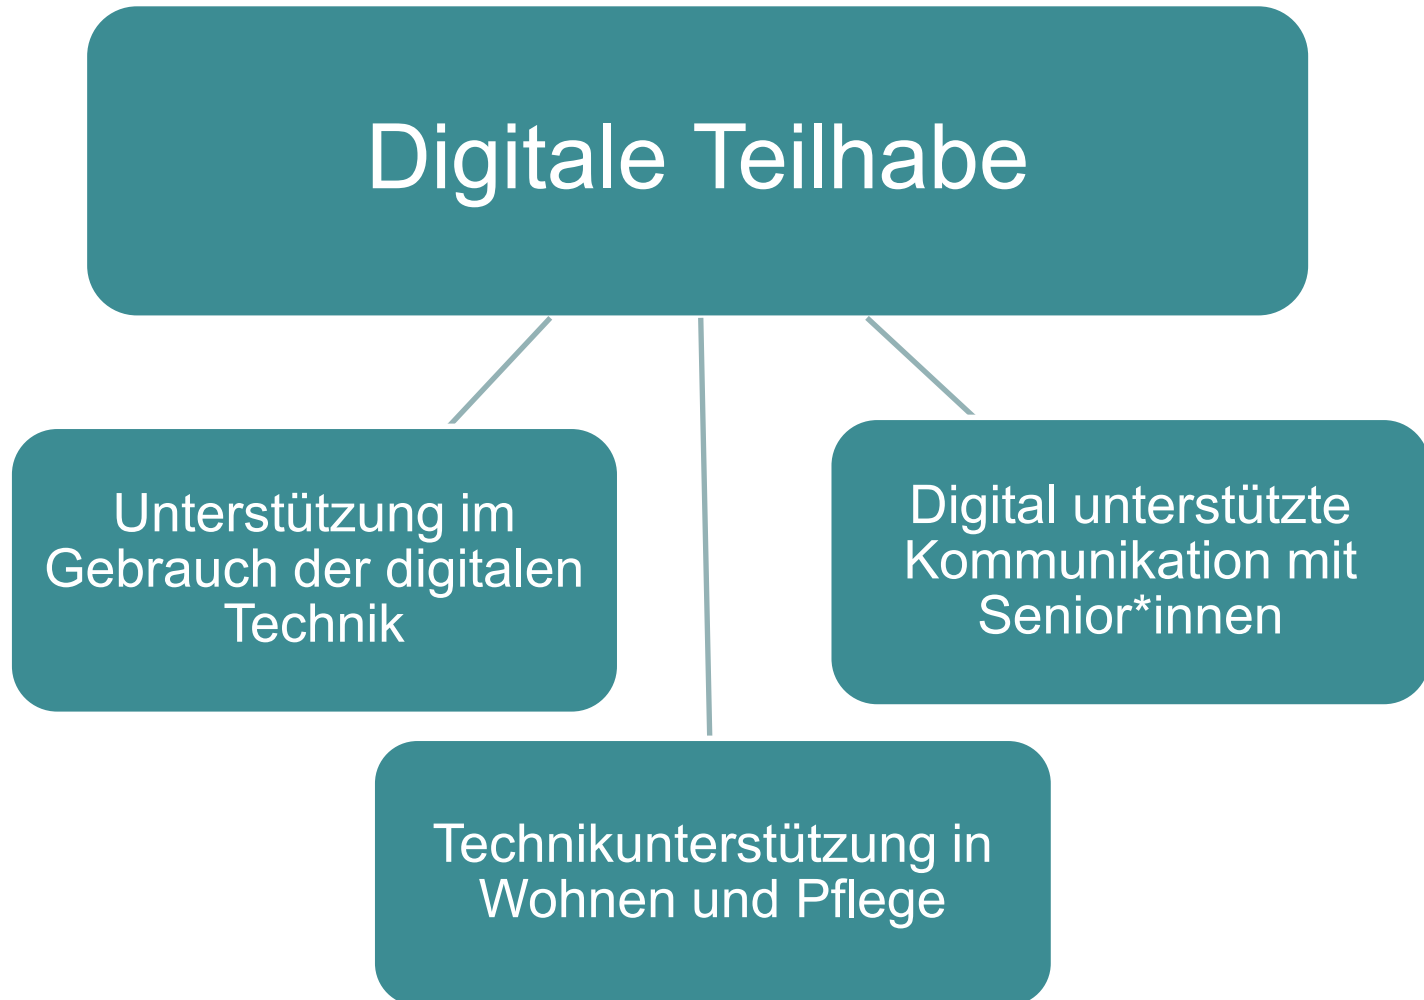 Digitale Teilhabe
Unterstützung im
Gebrauch der digitalen
Technik
Digital unterstützte
Kommunikation mit
Senior*innen
Technikunterstützung in
Wohnen und Pflege